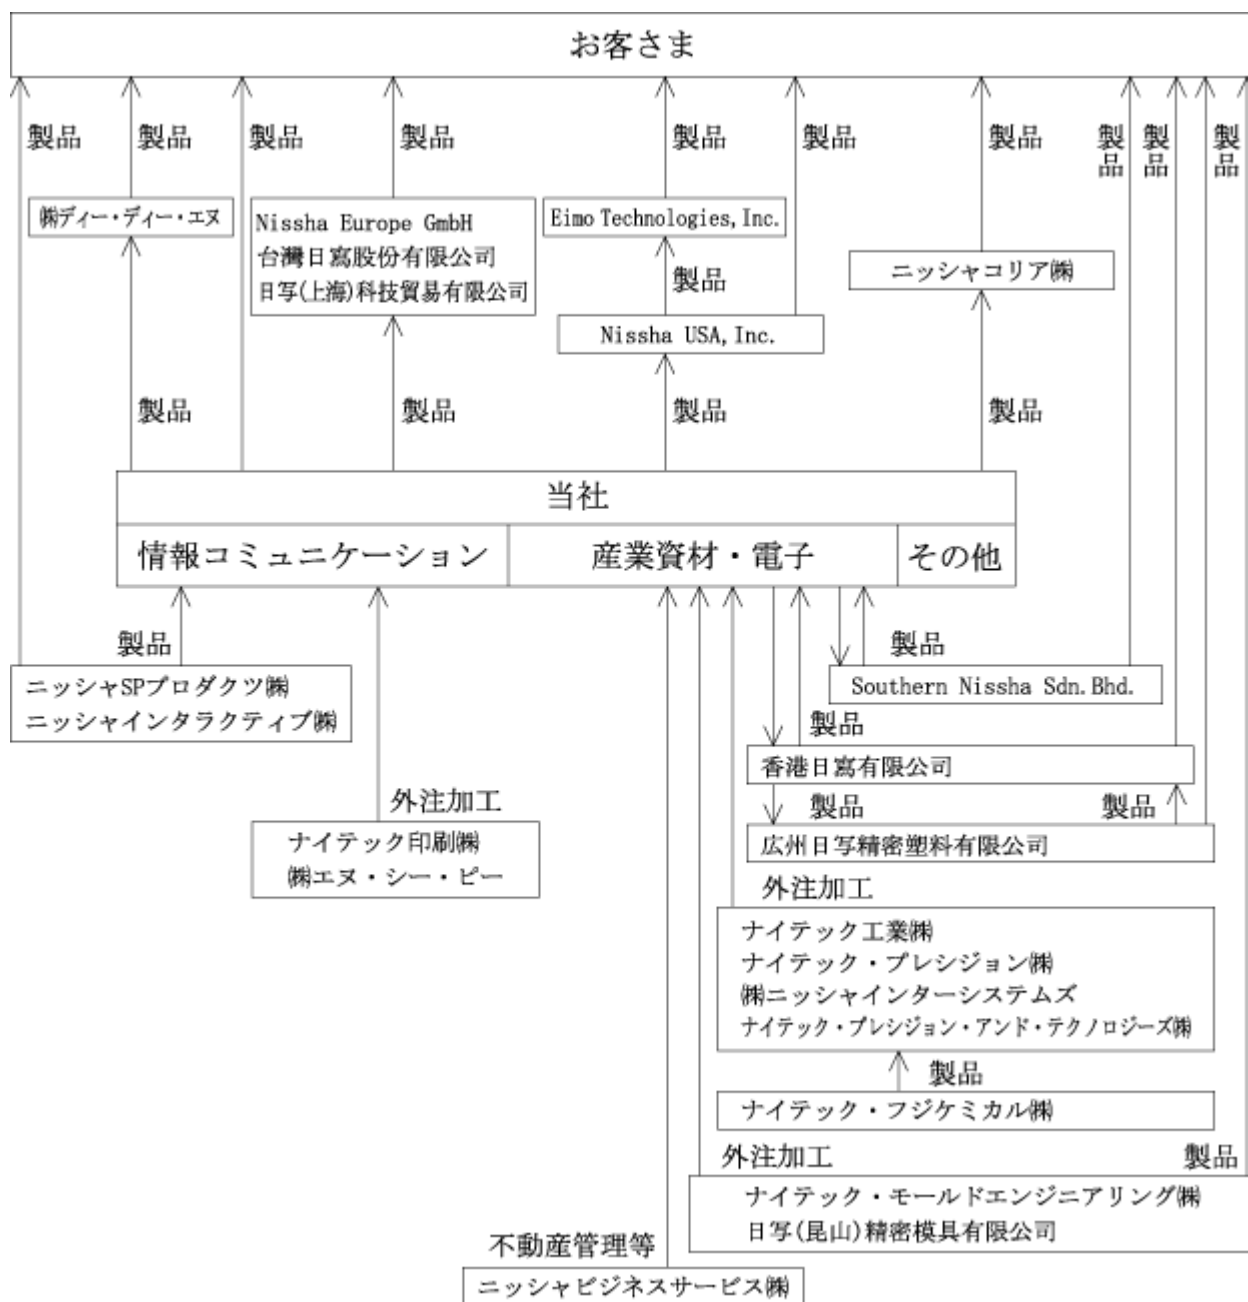 お客さま
製品
製品
製品
製品
製品
製品
製品
製品
製品
製品
㈱ディー・ディー・エヌ
Nissha Europe GmbH
台灣日寫股份有限公司
日写(上海)科技貿易有限公司
Eimo Technologies,Inc.
製品
ニッシャコリア㈱
Nissha USA,Inc.
製品
製品
製品
製品
当社
情報コミュニケーション
産業資材・電子
その他
製品
製品
ニッシャSPプロダクツ㈱
ニッシャインタラクティブ㈱
Southern Nissha Sdn.Bhd.
製品
香港日寫有限公司
外注加工
製品
製品
ナイテック印刷㈱
㈱エヌ・シー・ピー
広州日写精密塑料有限公司
外注加工
ナイテック工業㈱
ナイテック・プレシジョン㈱
㈱ニッシャインターシステムズ
ナイテック・プレシジョン・アンド・テクノロジーズ㈱
製品
ナイテック・フジケミカル㈱
外注加工
製品
ナイテック・モールドエンジニアリング㈱
日写(昆山)精密模具有限公司
不動産管理等
ニッシャビジネスサービス㈱